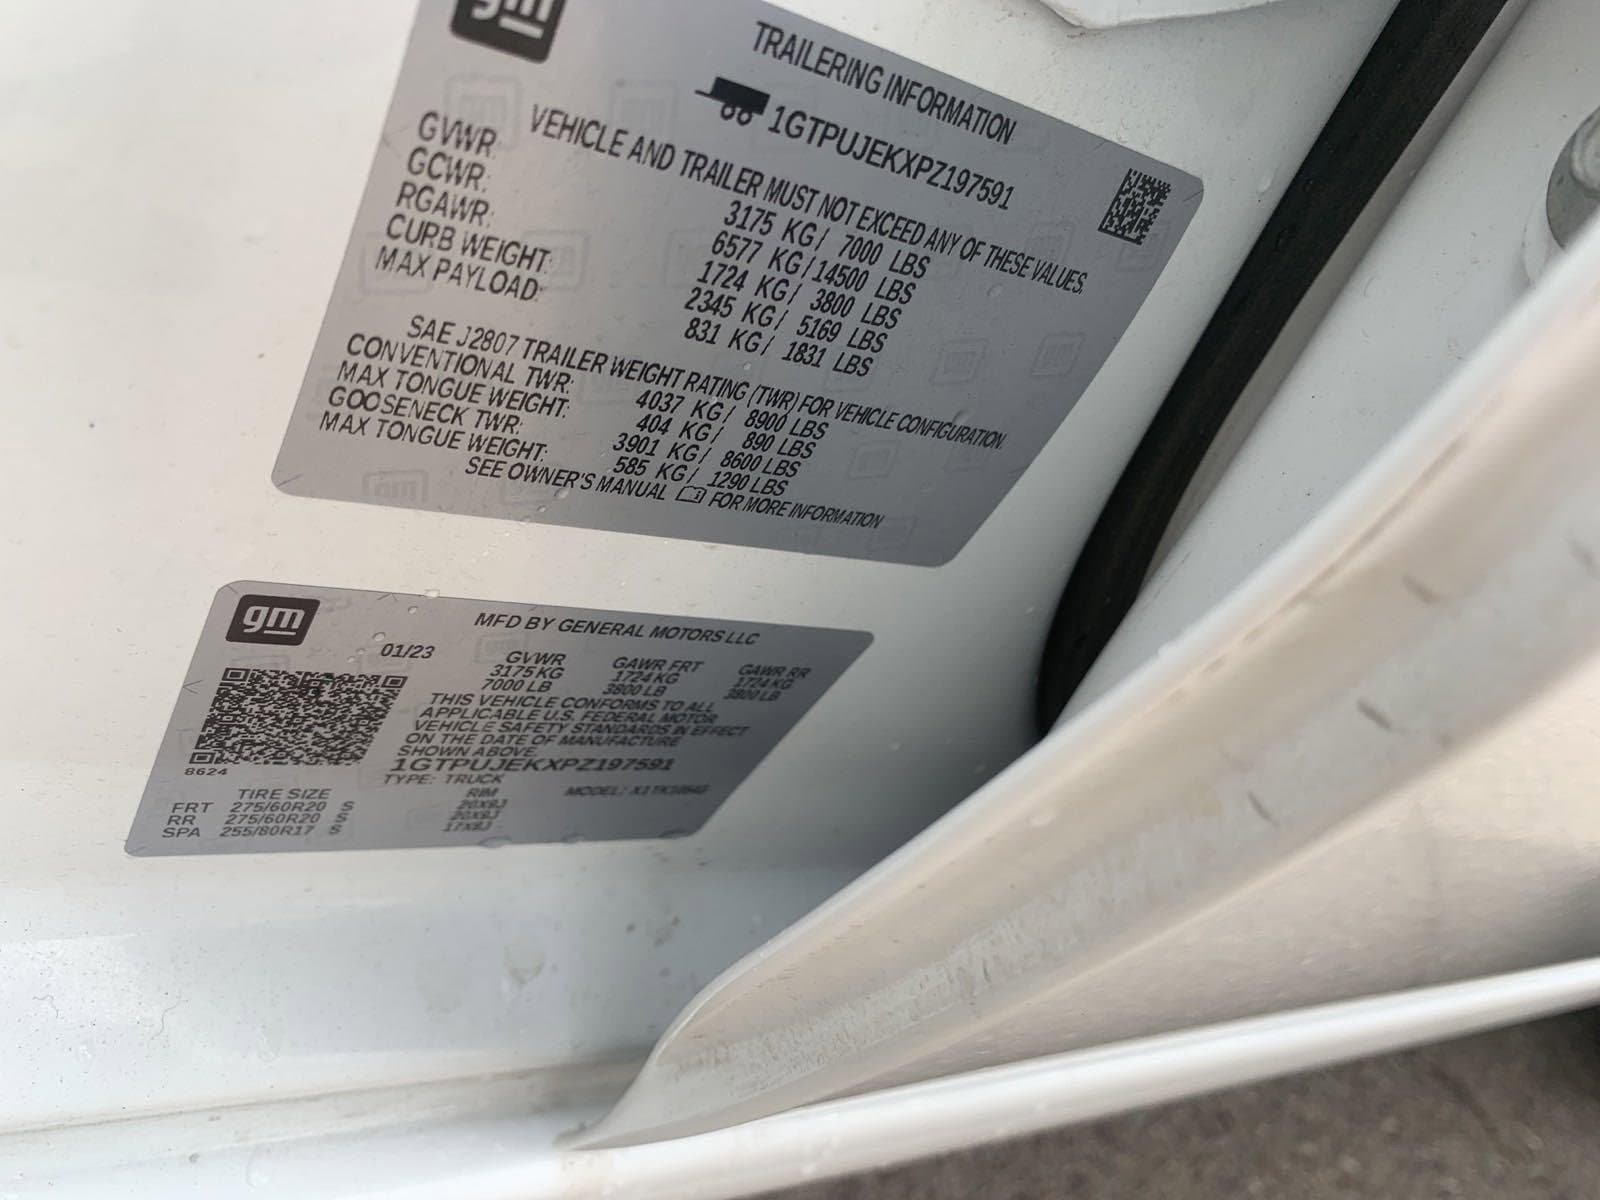 gm
TRAILERING INFORMATION
1GTPUJEKXPZ197591
VEHICLE AND TRAILER MUST NOT EXCEED ANY OF THESE VALUES.
GVWR: 3175 KG/ 7000 LBS
GCWR: 6577 KG/14500 LBS
RGAWR: 1724 KG/ 3800 LBS
CURB WEIGHT: 2345 KG/ 5169 LBS
MAX PAYLOAD: 831 KG/ 1831 LBS
SAE J2807 TRAILER WEIGHT RATING (TWR) FOR VEHICLE CONFIGURATION.
CONVENTIONAL TWR: 4037 KG/ 8900 LBS
MAX TONGUE WEIGHT: 404 KG/ 890 LBS
GOOSENECK TWR: 3901 KG/ 8600 LBS
MAX TONGUE WEIGHT: 585 KG/ 1290 LBS
SEE OWNER'S MANUAL FOR MORE INFORMATION
gm
MFD BY GENERAL MOTORS LLC
01/23
GVWR GAWR FRT GAWR RR
3175 KG 1724 KG 1724 KG
7000 LB 3800 LB 3800 LB
THIS VEHICLE CONFORMS TO ALL
APPLICABLE U.S. FEDERAL MOTOR
VEHICLE SAFETY STANDARDS IN EFFECT
ON THE DATE OF MANUFACTURE
SHOWN ABOVE.
1GTPUJEKXPZ197591
TYPE: TRUCK MODEL:
8624
TIRE SIZE RIM
FRT 275/60R20 S 20X9J
RR 275/60R20 S 20X9J
SPA 255/80R17 S 17X8J